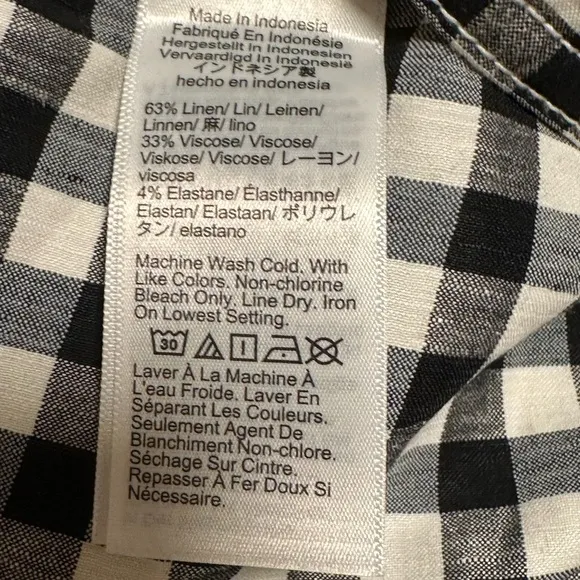 Made In Indonesia
Fabriqué En Indonésie
Hergestellt In Indonesien
Vervaardigd In Indonesie
インドネシア製
hecho en indonesia
63% Linen/ Lin/ Leinen/
Linnen/ 麻/ lino
33% Viscose/ Viscose/
Viskose/ Viscose/ レーヨン/
viscosa
4% Elastane/ Élasthanne/
Elastan/ Elastaan/ ポリウレ
タン/ elastano
Machine Wash Cold. With
Like Colors. Non-chlorine
Bleach Only. Line Dry. Iron
On Lowest Setting.
30
Laver À La Machine À
L'eau Froide. Laver En
Séparant Les Couleurs.
Seulement Agent De
Blanchiment Non-chlore.
Séchage Sur Cintre.
Repasser À Fer Doux Si
Nécessaire.